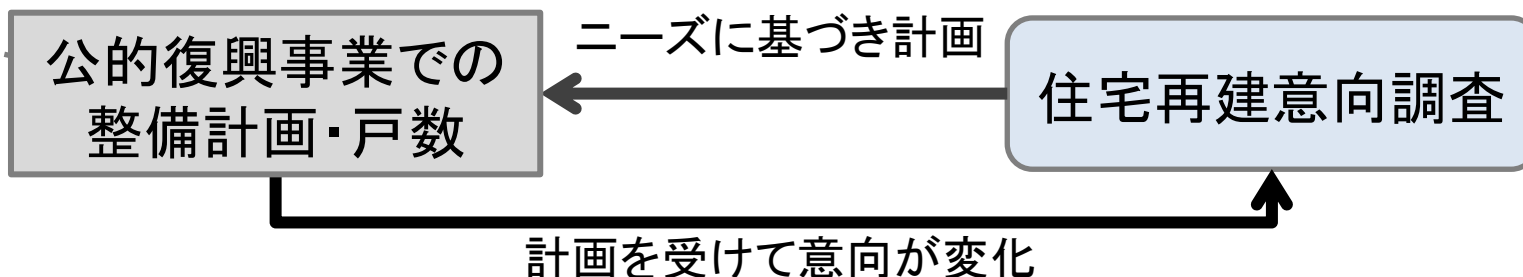 公的復興事業での
整備計画・戸数
ニーズに基づき計画
住宅再建意向調査
計画を受けて意向が変化